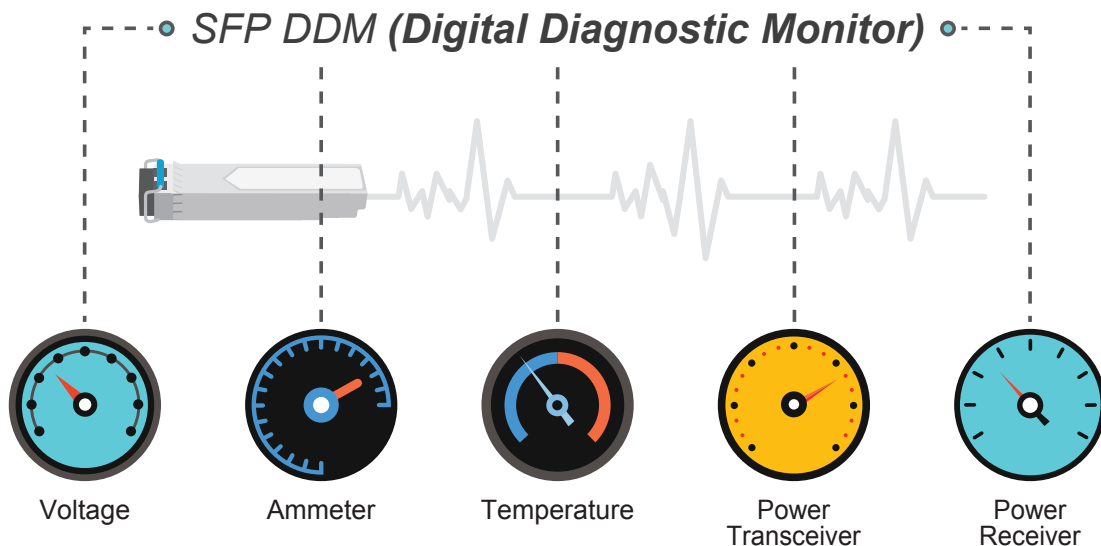 SFP DDM (Digital Diagnostic Monitor)
Voltage
Ammeter
Temperature
Power
Transceiver
Power
Receiver